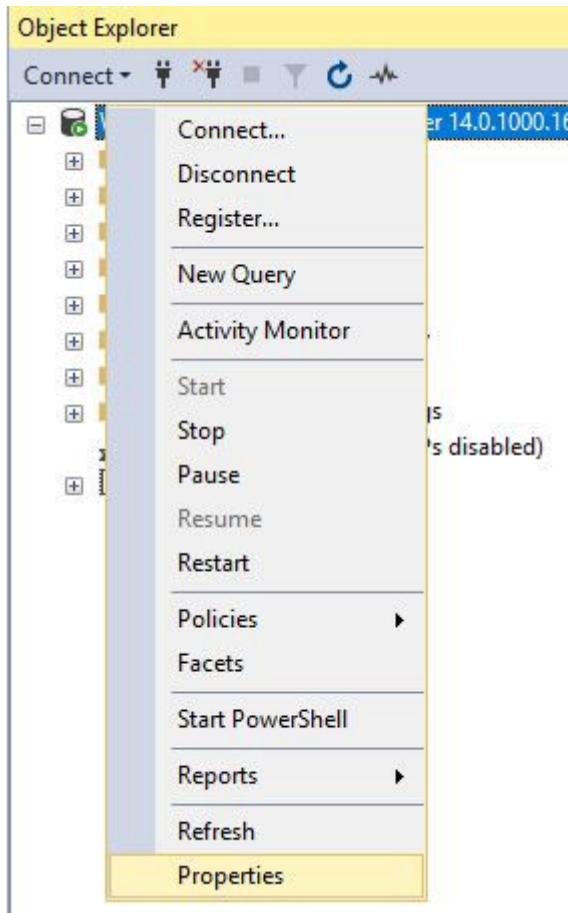 Object Explorer
Connect
er 14.0.1000.16
Connect...
Disconnect
Register...
New Query
Activity Monitor
Start
gs
Stop
's disabled)
Pause
Resume
Restart
Policies
Facets
Start PowerShell
Reports
Refresh
Properties